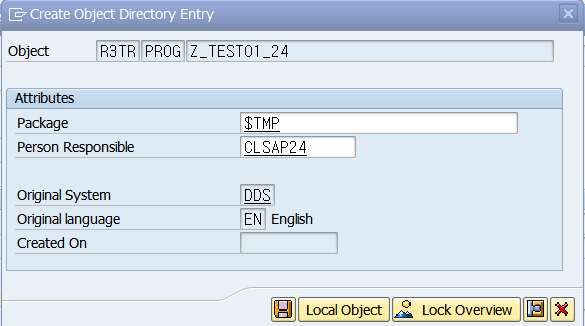 Create Object Directory Entry
Object R3TR PROG Z_TEST01_24
Attributes
Package $TMP
Person Responsible CLSAP24
Original System DDS
Original language EN English
Created On
Local Object Lock Overview